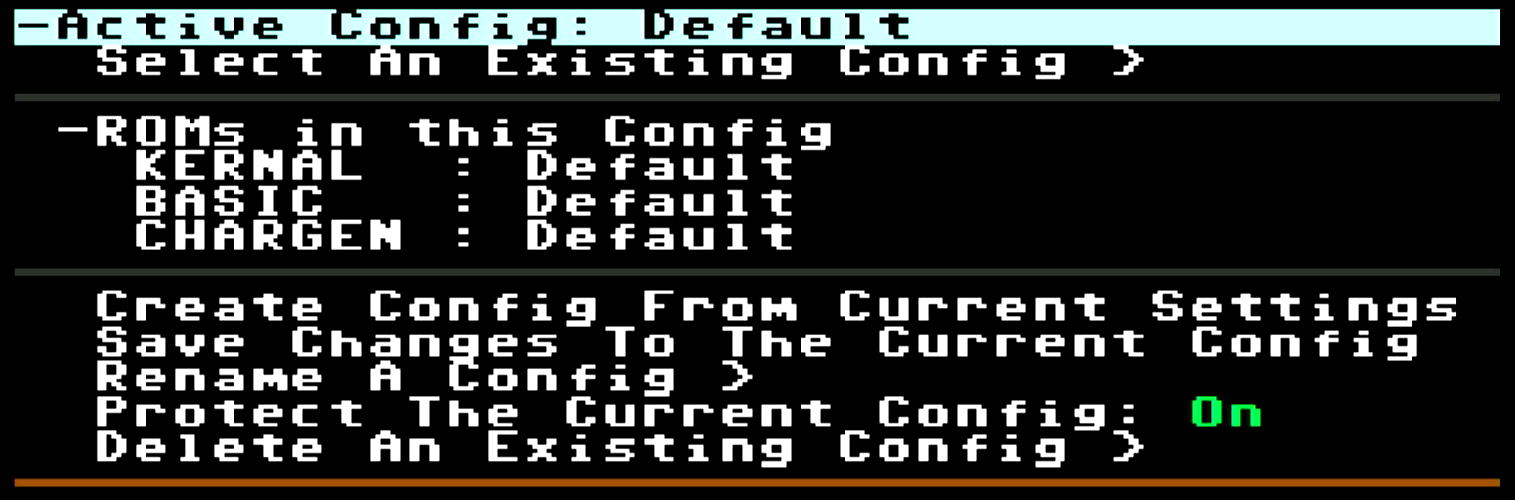 -Active Config: Default
Select An Existing Config >
-ROMs in this Config
KERNAL : Default
BASIC : Default
CHARGEN : Default
Create Config From Current Settings
Save Changes To The Current Config
Rename A Config >
Protect The Current Config: On
Delete An Existing Config >